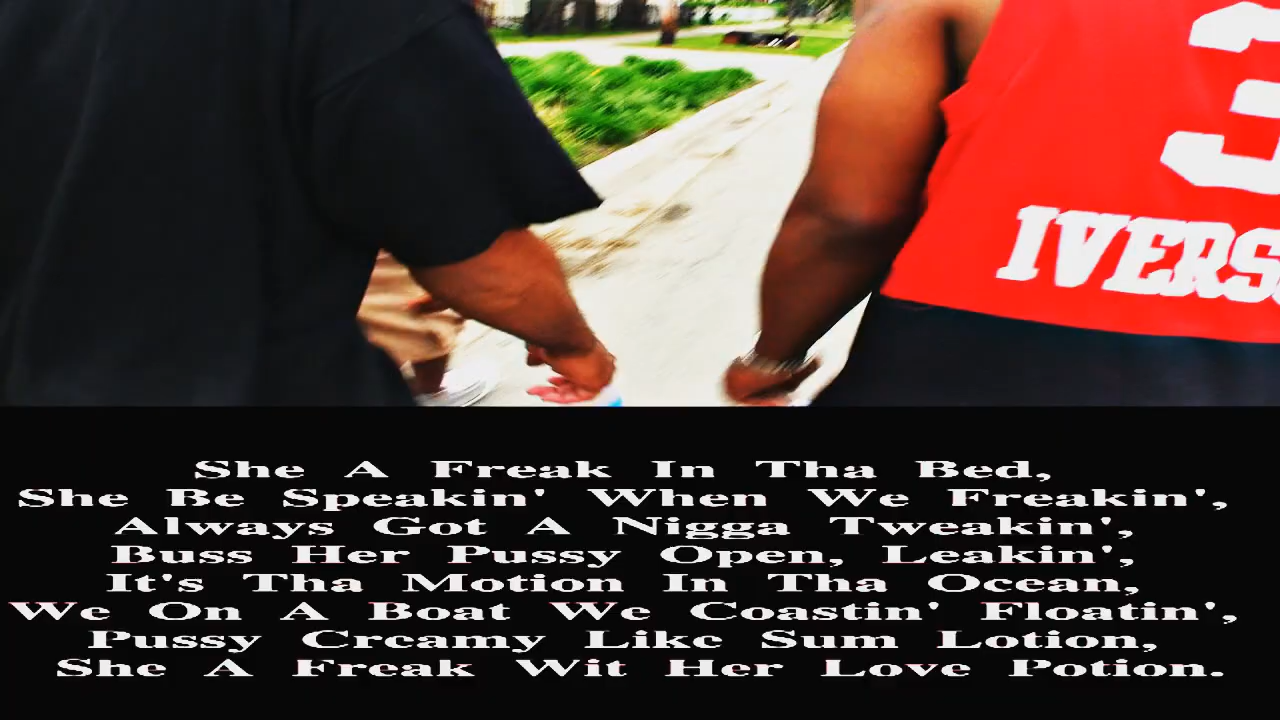 3
IVERS
She A Freak In Tha Bed,
She Be Speakin' When We Freakin',
Always Got A Nigga Tweakin',
Buss Her Pussy Open, Leakin',
It's Tha Motion In Tha Ocean,
We On A Boat We Coastin' Floatin',
Pussy Creamy Like Sum Lotion,
She A Freak Wit Her Love Potion.